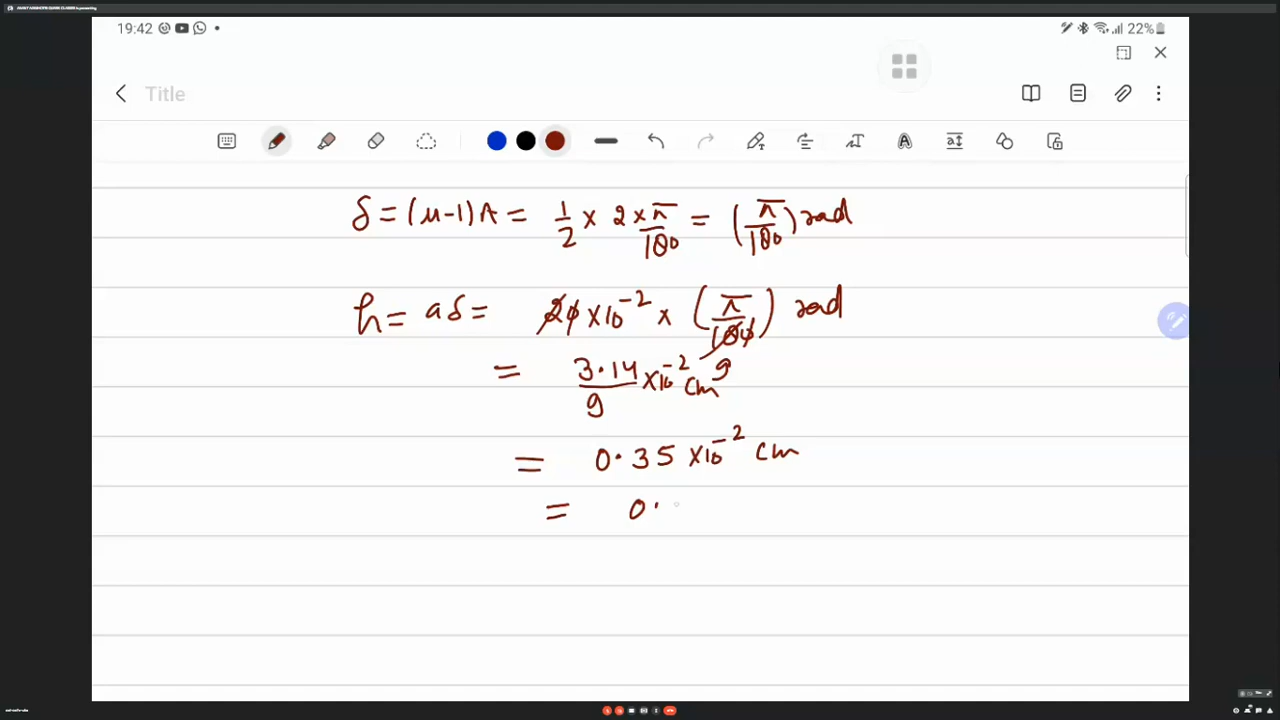 19:42
22%
Title
δ = (μ-1)A = 1/2 × 2 × π/180 = (π/180) rad
h = aδ = 20 × 10^-2 × (π/180) rad
9
= 3.14/9 × 10^-2 cm
= 0.35 × 10^-2 cm
= 0.